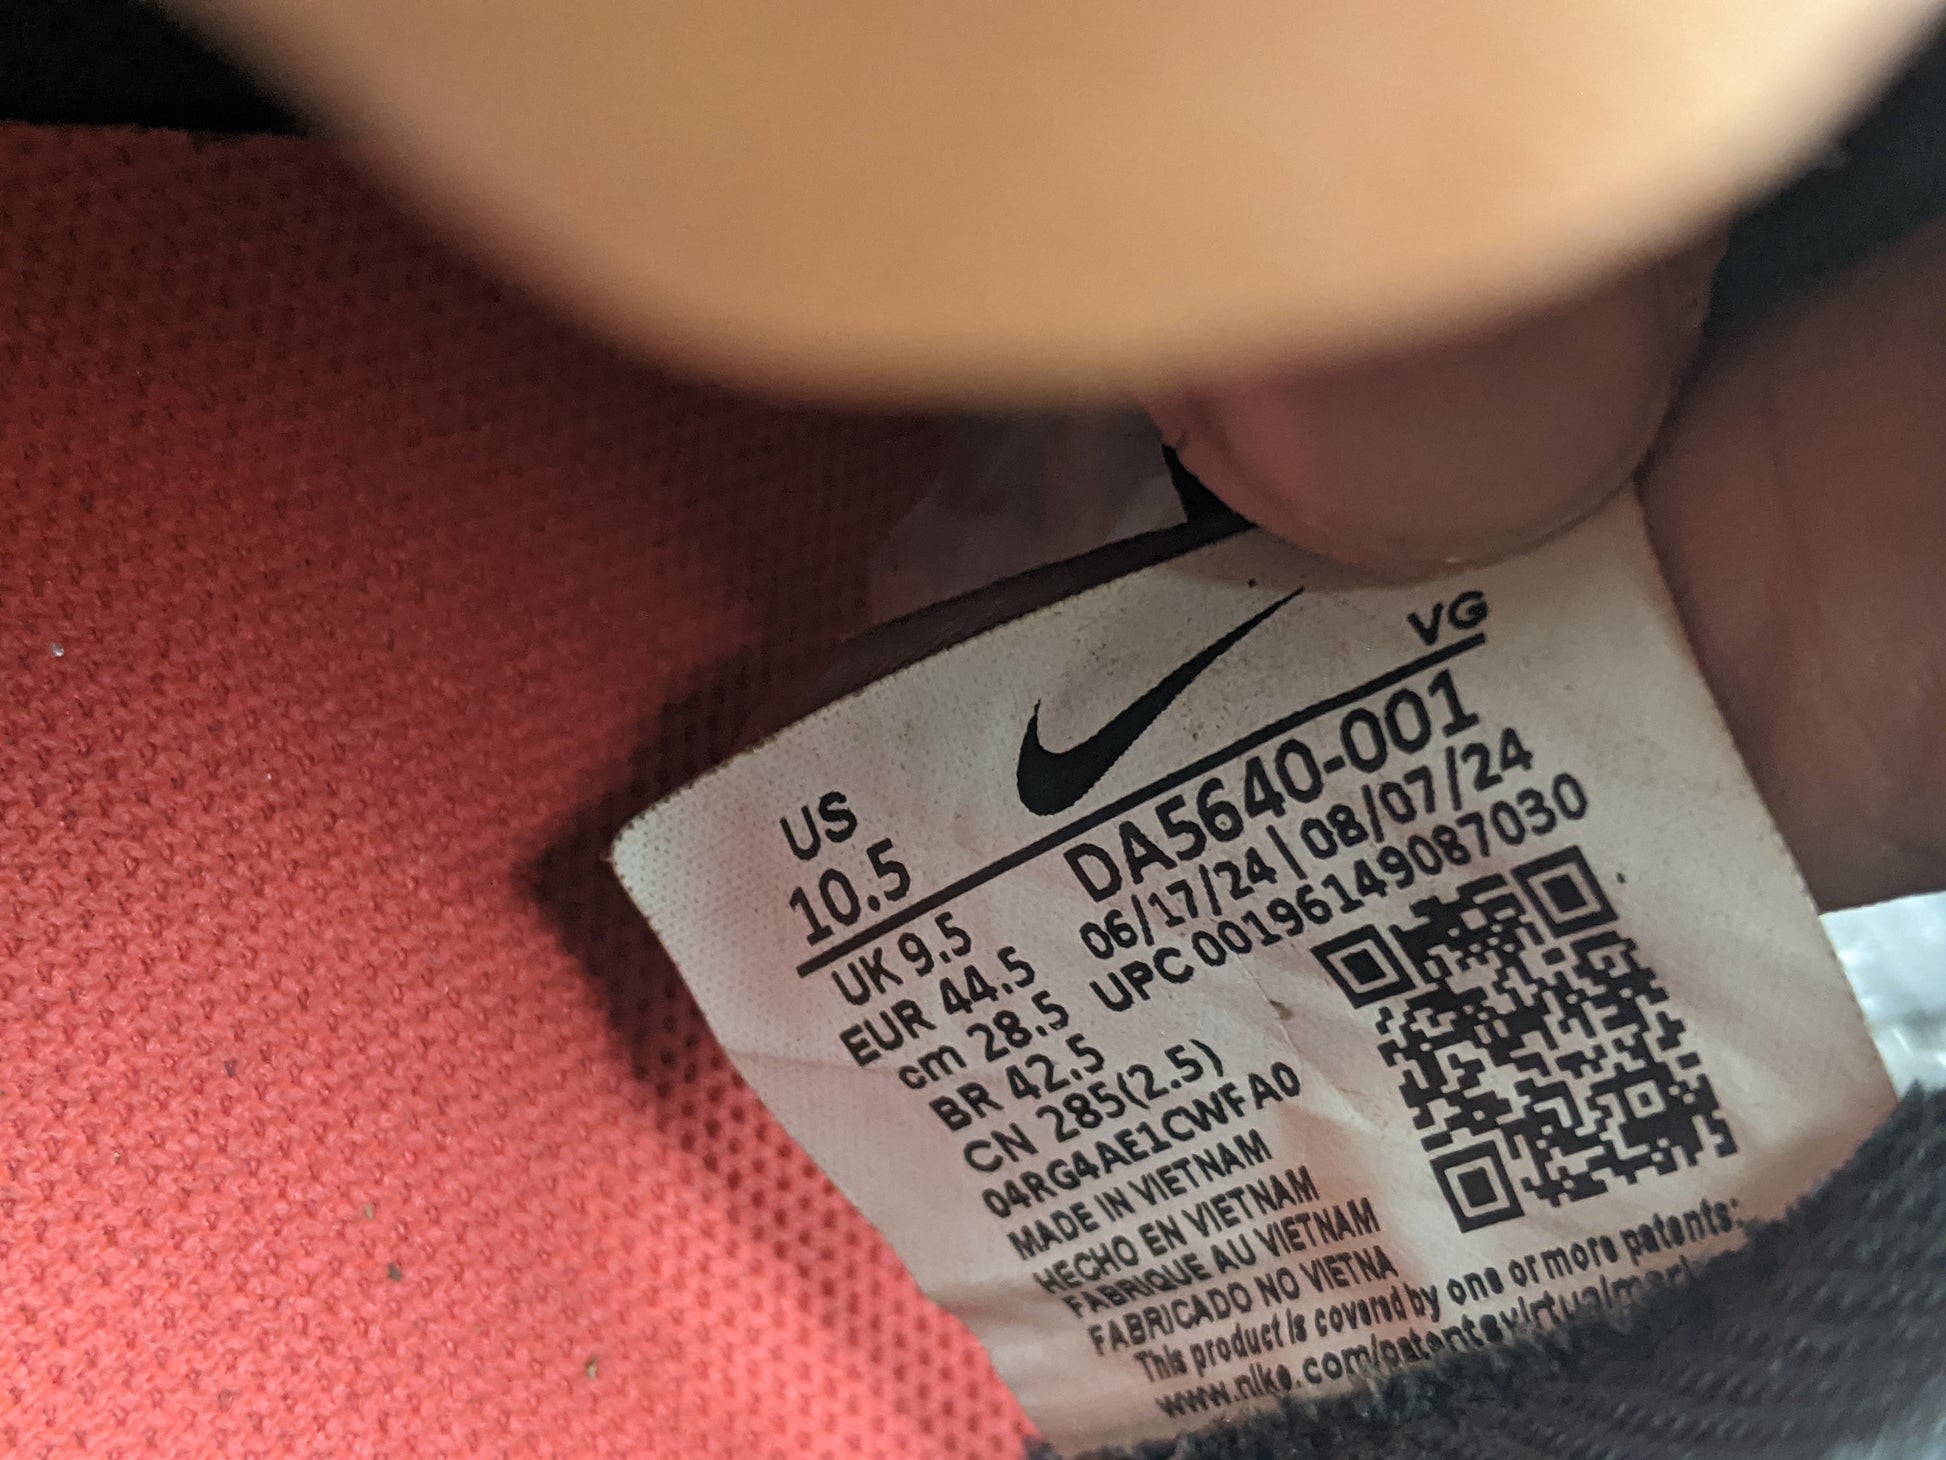 VG
US
10.5
DA5640-001
06/17/24 | 08/07/24
UPC 00196149087030
UK 9.5
EUR 44.5
cm 28.5
BR 42.5
CN 285(2.5)
04RG4AE1CWFA0
MADE IN VIETNAM
HECHO EN VIETNAM
FABRIQUE AU VIETNAM
FABRICADO NO VIETNA
This product is covered by one or more patents: